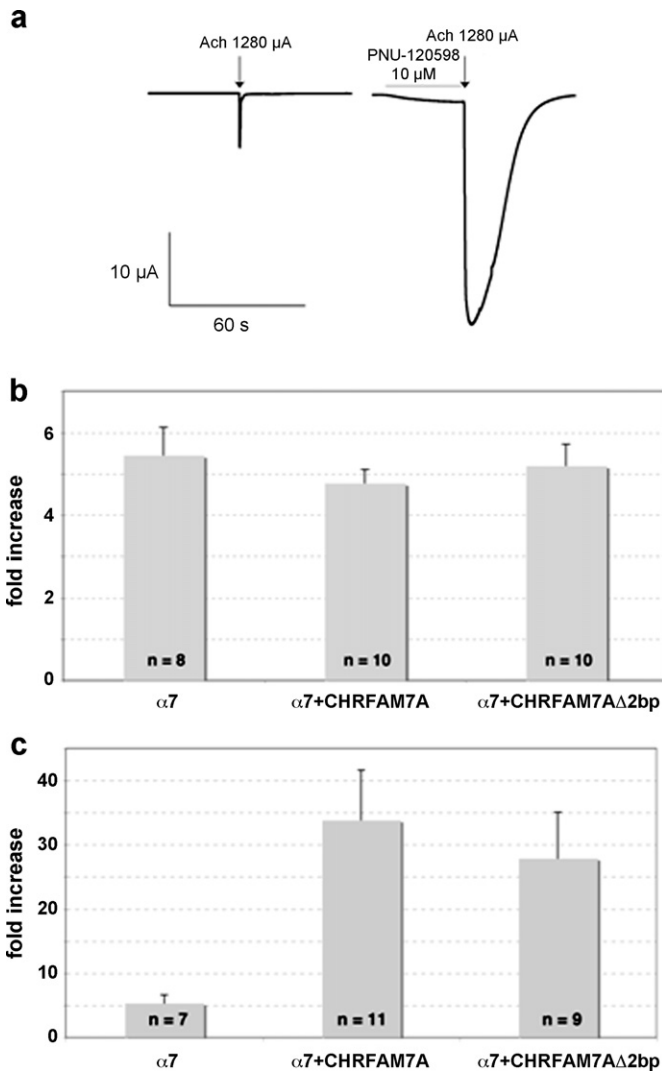 a
Ach 1280 µA
Ach 1280 µA
PNU-120598
10 µM
10 µA
60 s
b
fold increase
6
4
2
0
n = 8
n = 10
n = 10
α7
α7+CHRFAM7A
α7+CHRFAM7AΔ2bp
c
fold increase
40
30
20
10
0
n = 7
n = 11
n = 9
α7
α7+CHRFAM7A
α7+CHRFAM7AΔ2bp